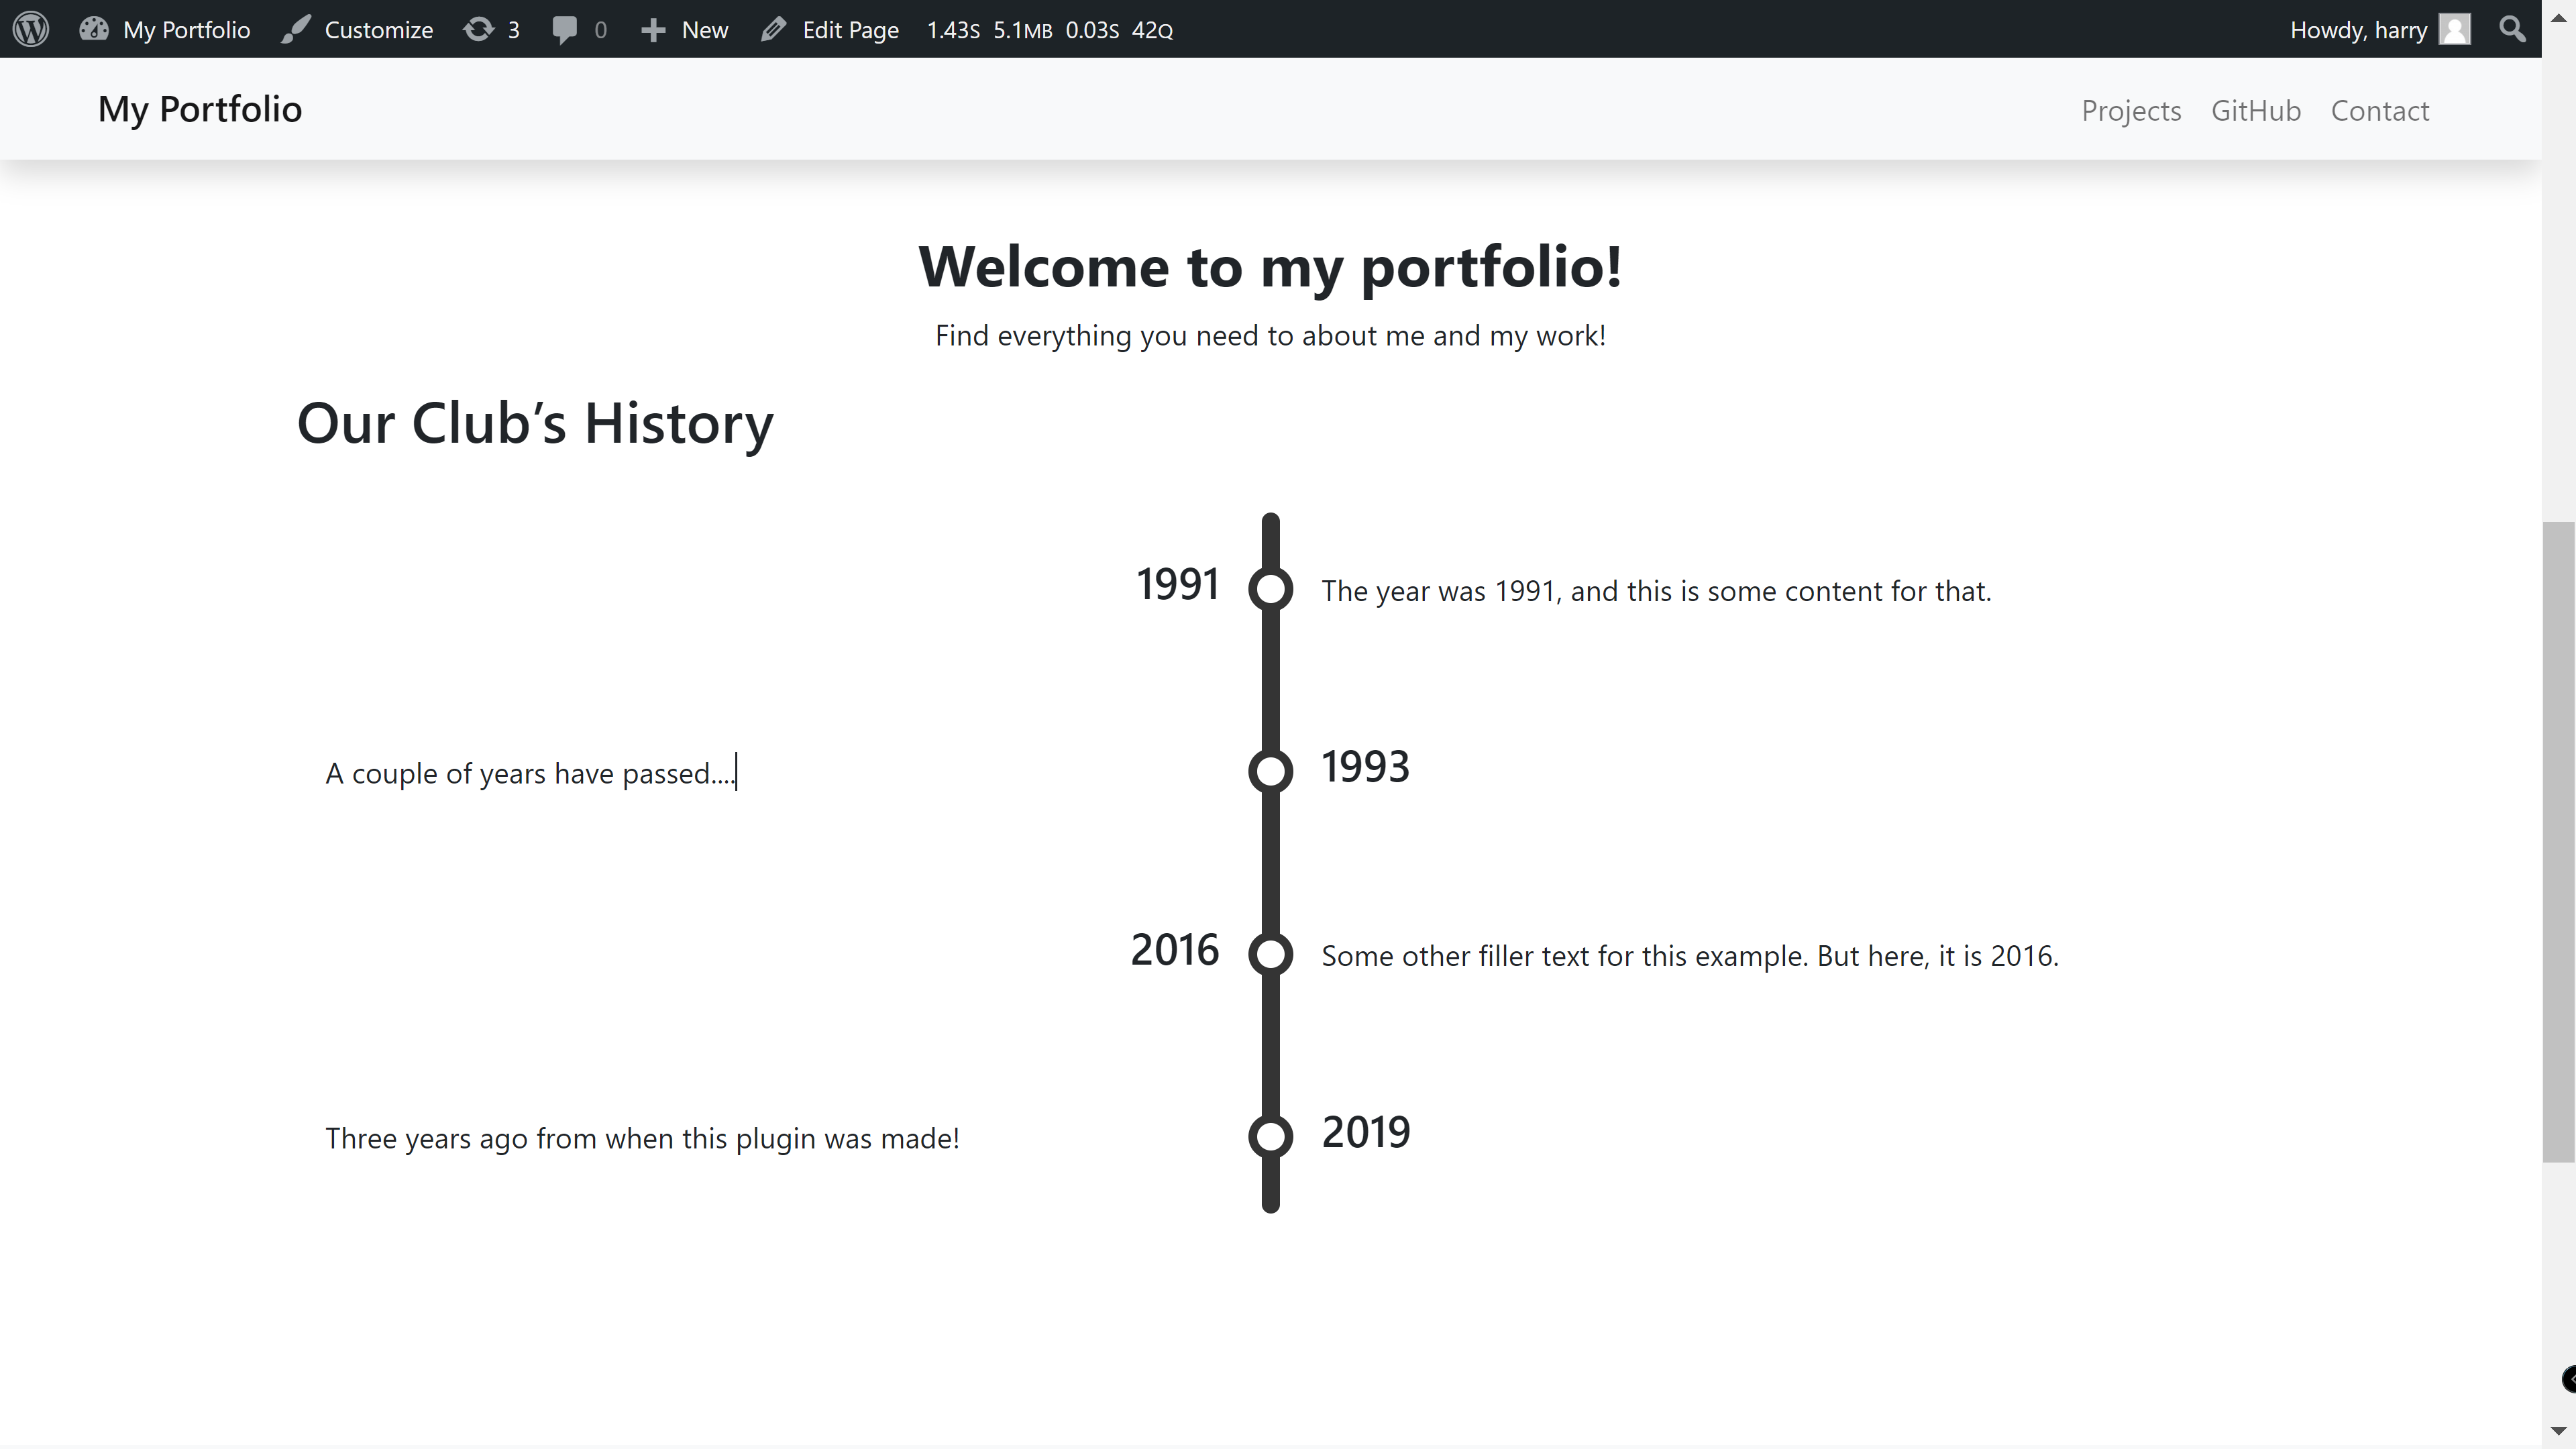 My Portfolio Customize 3 0 New Edit Page 1.43S 5.1MB 0.03S 42Q Howdy, harry
My Portfolio Projects GitHub Contact
Welcome to my portfolio!
Find everything you need to about me and my work!
Our Club’s History
1991 The year was 1991, and this is some content for that.
A couple of years have passed.... 1993
2016 Some other filler text for this example. But here, it is 2016.
Three years ago from when this plugin was made! 2019